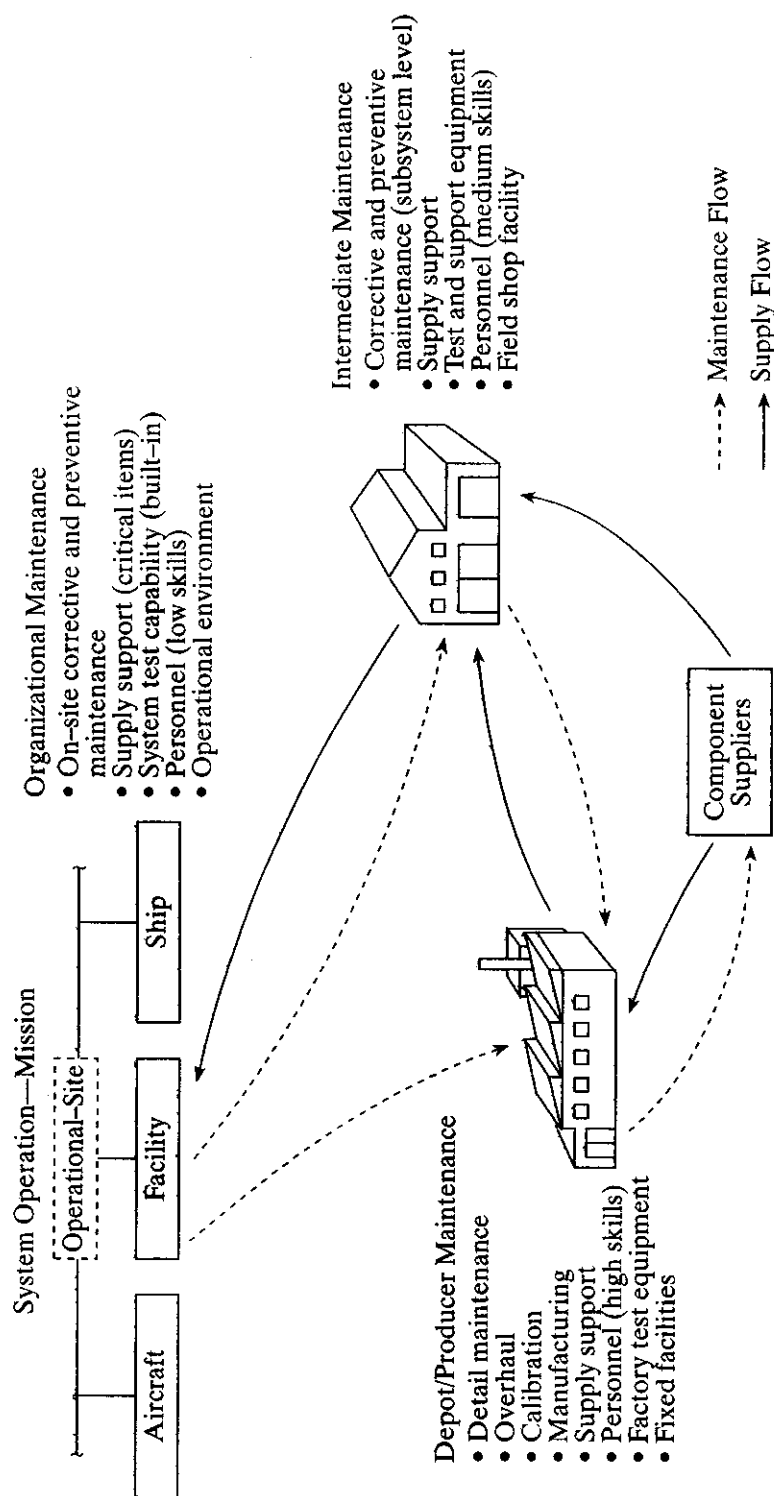 System Operation—Mission
Operational–Site
Aircraft
Facility
Ship
Organizational Maintenance
• On–site corrective and preventive
maintenance
• Supply support (critical items)
• System test capability (built–in)
• Personnel (low skills)
• Operational environment
Depot/Producer Maintenance
• Detail maintenance
• Overhaul
• Calibration
• Manufacturing
• Supply support
• Personnel (high skills)
• Factory test equipment
• Fixed facilities
Intermediate Maintenance
• Corrective and preventive
maintenance (subsystem level)
• Supply support
• Test and support equipment
• Personnel (medium skills)
• Field shop facility
Component
Suppliers
Maintenance Flow
Supply Flow